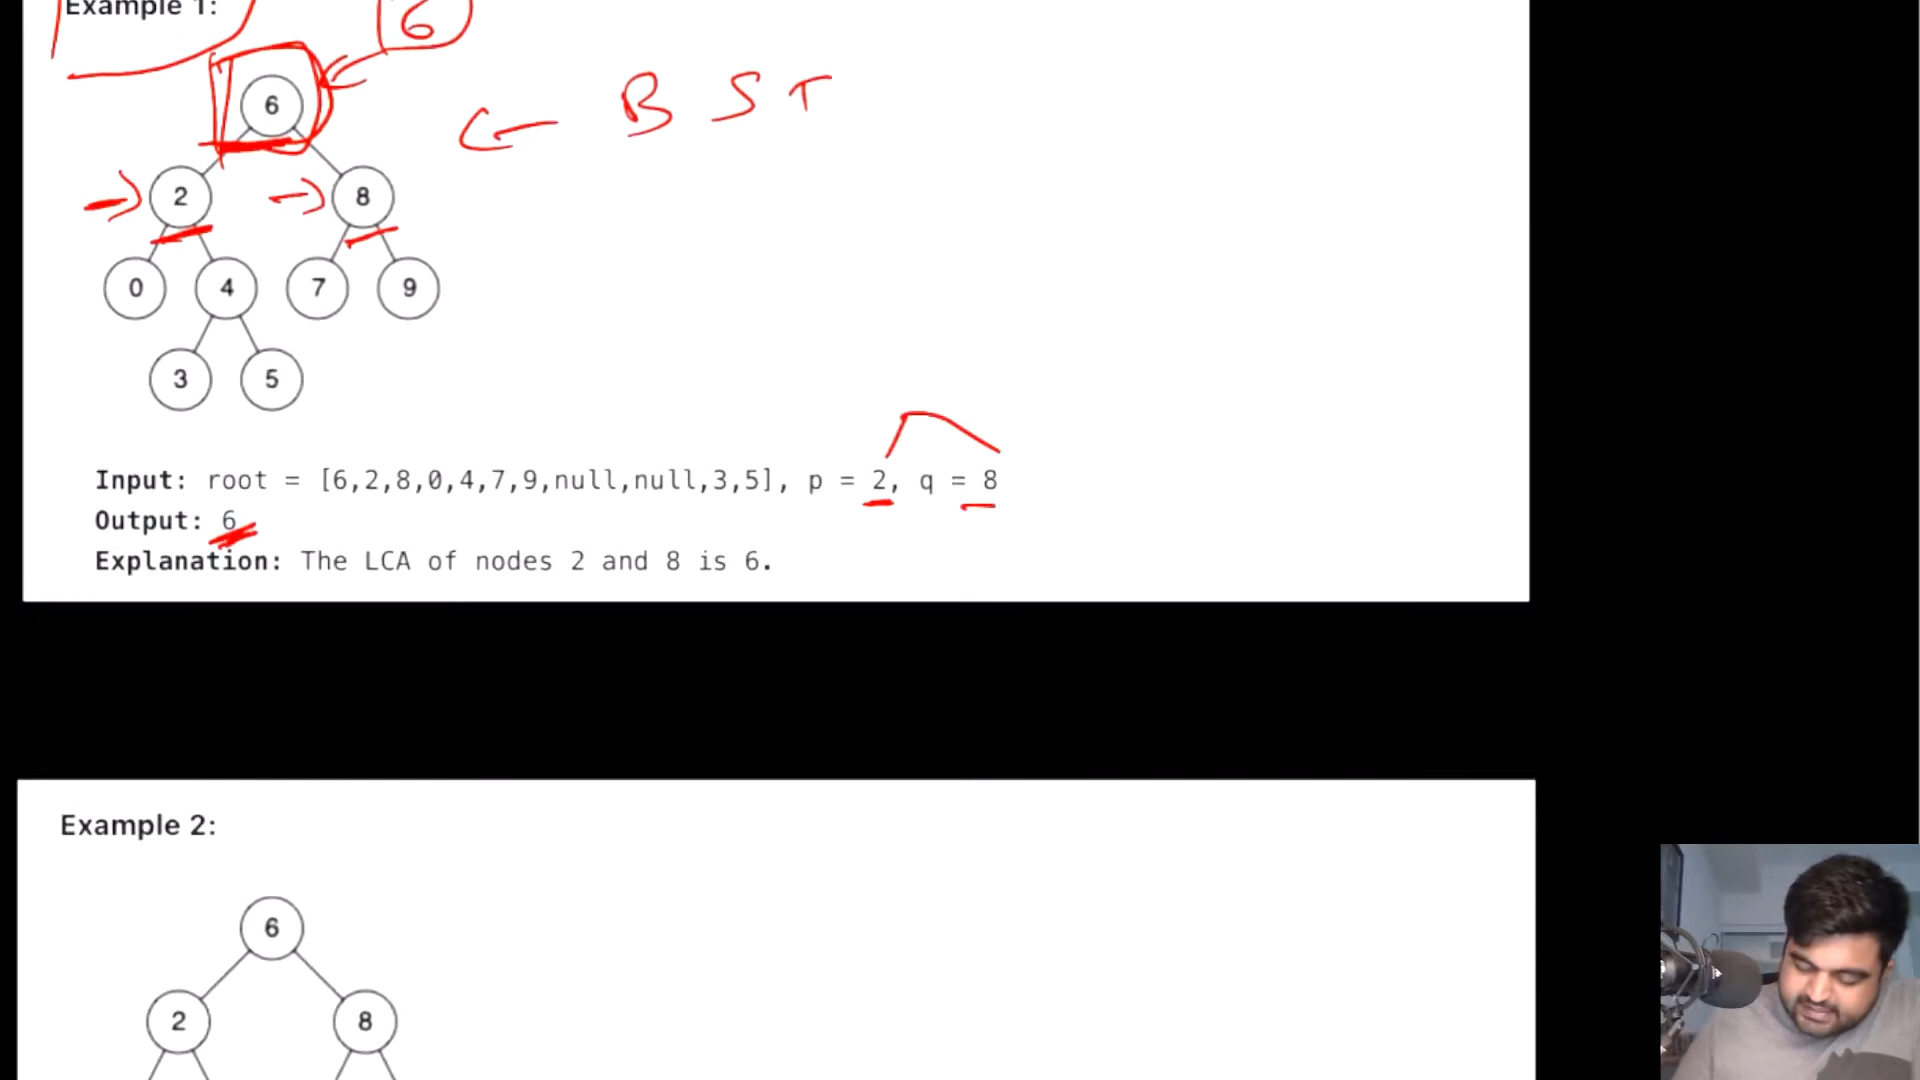 Example 1:
6
B S T
6
2 8
0 4 7 9
3 5
Input: root = [6,2,8,0,4,7,9,null,null,3,5], p = 2, q = 8
Output: 6
Explanation: The LCA of nodes 2 and 8 is 6.
Example 2:
6
2 8